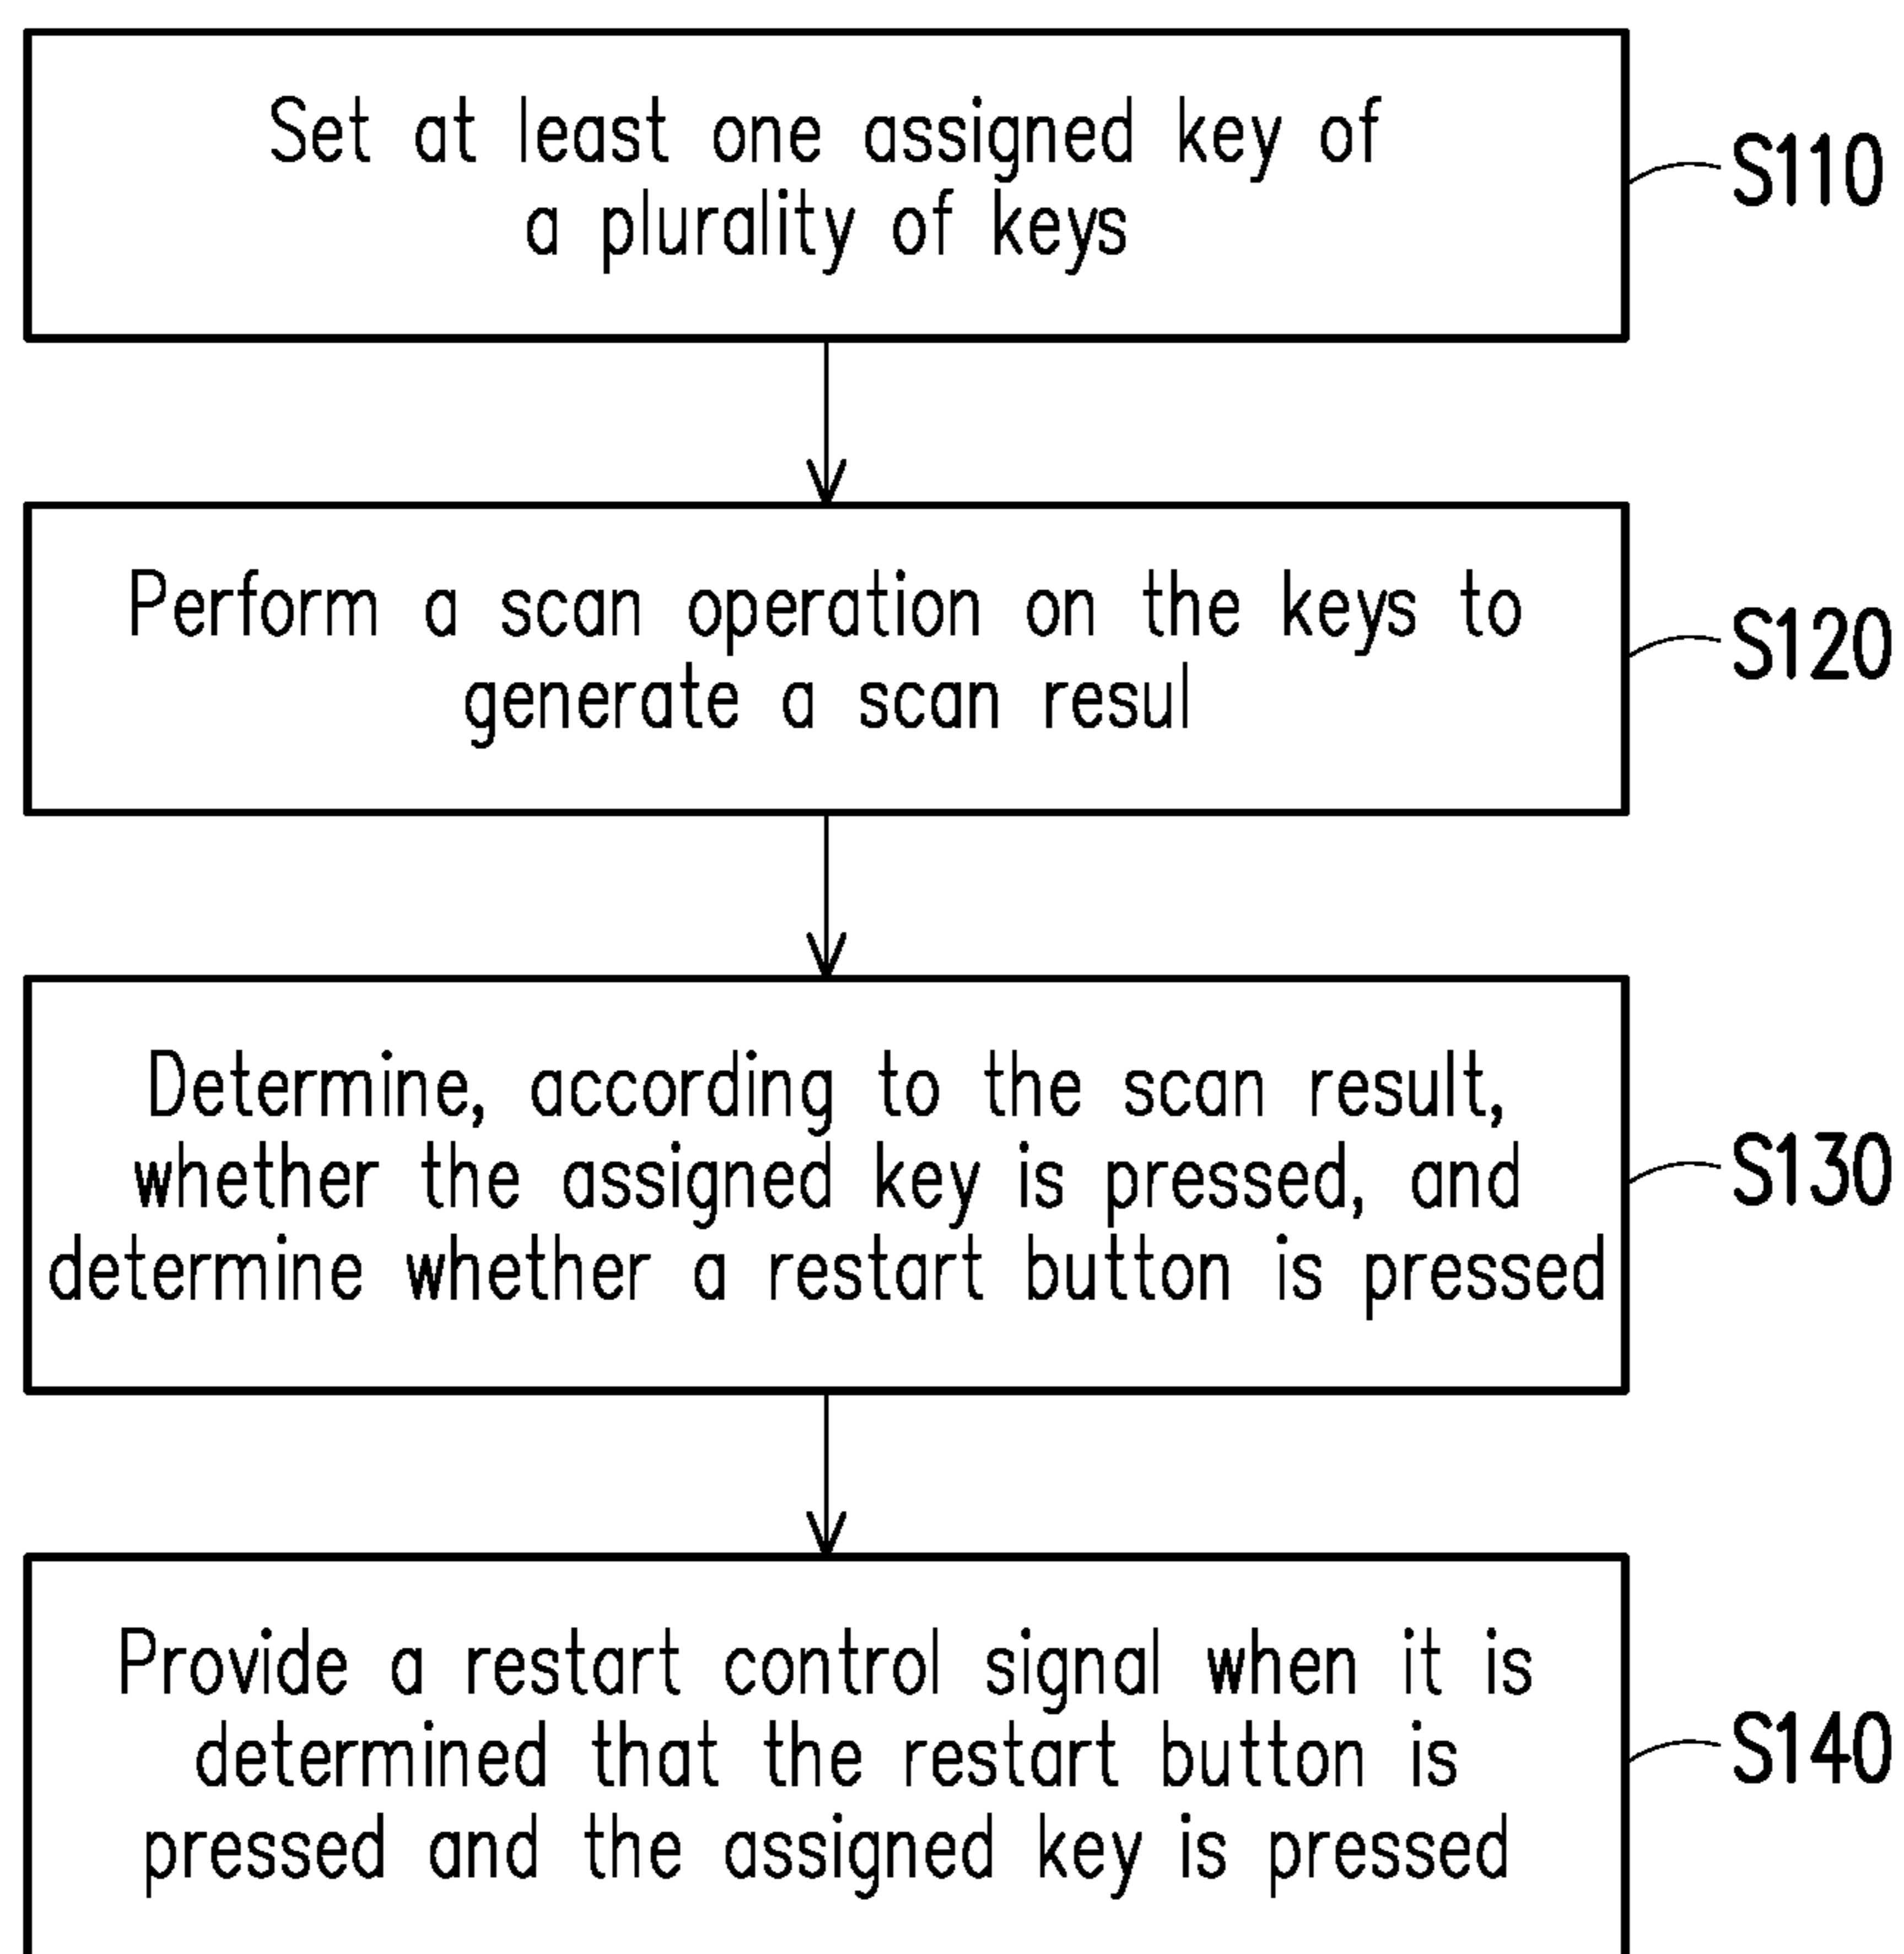 Set at least one assigned key of
a plurality of keys
S110
Perform a scan operation on the keys to
generate a scan resul
S120
Determine, according to the scan result,
whether the assigned key is pressed, and
determine whether a restart button is pressed
S130
Provide a restart control signal when it is
determined that the restart button is
pressed and the assigned key is pressed
S140